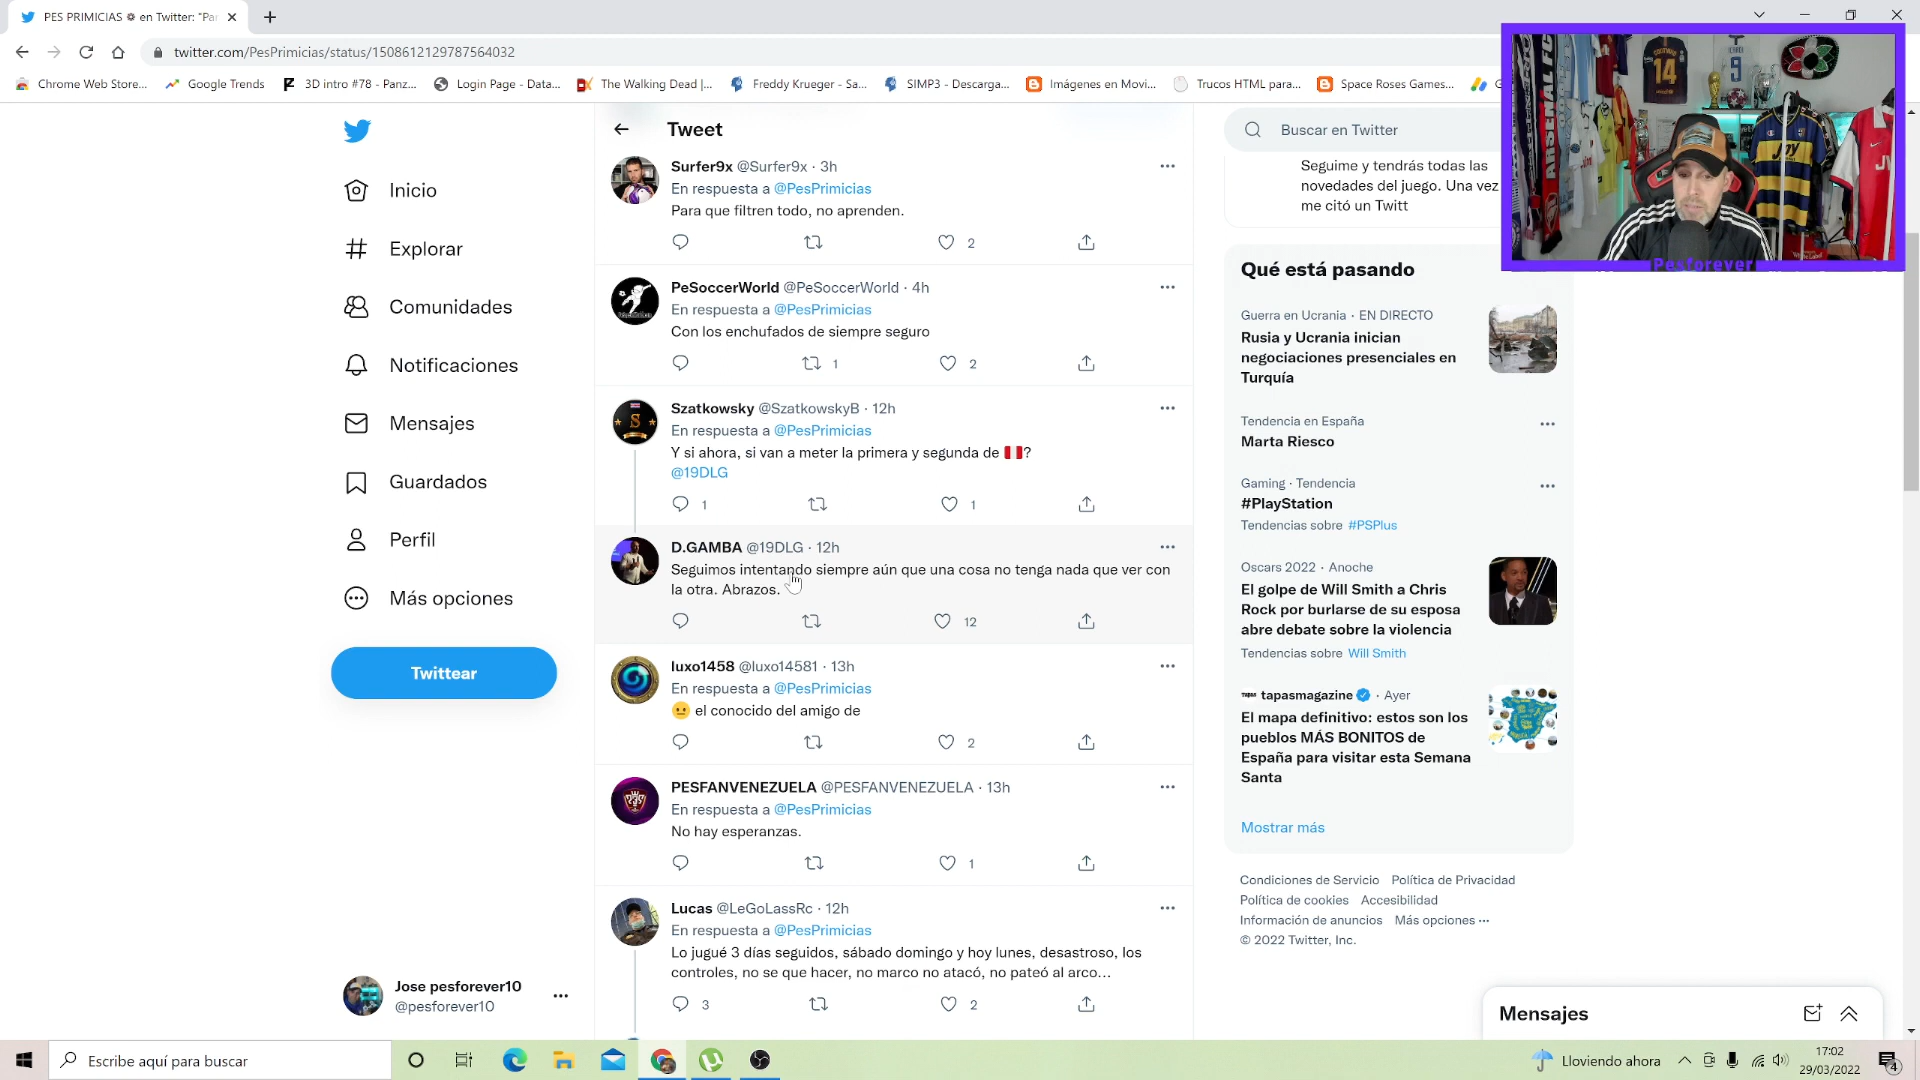 PES PRIMICIAS ⚽ en Twitter: "Par
twitter.com/PesPrimicias/status/1508612129787564032
Chrome Web Store...
Google Trends
3D intro #78 - Panz...
Login Page - Data...
The Walking Dead |...
Freddy Krueger - Sa...
SIMP3 - Descarga...
Imágenes en Movi...
Trucos HTML para...
Space Roses Games...
Pesforever
Inicio
Explorar
Comunidades
Notificaciones
Mensajes
Guardados
Perfil
Más opciones
Twittear
Jose pesforever10
@pesforever10
Tweet
Surfer9x @Surfer9x · 3h
En respuesta a @PesPrimicias
Para que filtren todo, no aprenden.
2
PeSoccerWorld @PeSoccerWorld · 4h
En respuesta a @PesPrimicias
Con los enchufados de siempre seguro
1 2
Szatkowsky @SzatkowskyB · 12h
En respuesta a @PesPrimicias
Y si ahora, si van a meter la primera y segunda de 🇵🇪?
@19DLG
1 1
D.GAMBA @19DLG · 12h
Seguimos intentando siempre aún que una cosa no tenga nada que ver con
la otra. Abrazos.
12
luxo1458 @luxo14581 · 13h
En respuesta a @PesPrimicias
😐 el conocido del amigo de
2
PESFANVENEZUELA @PESFANVENEZUELA · 13h
En respuesta a @PesPrimicias
No hay esperanzas.
1
Lucas @LeGoLassRc · 12h
En respuesta a @PesPrimicias
Lo jugué 3 días seguidos, sábado domingo y hoy lunes, desastroso, los
controles, no se que hacer, no marco no atacó, no pateó al arco...
3 2
Buscar en Twitter
Seguime y tendrás todas las
novedades del juego. Una vez
me citó un Twitt
Qué está pasando
Guerra en Ucrania · EN DIRECTO
Rusia y Ucrania inician
negociaciones presenciales en
Turquía
Tendencia en España
Marta Riesco
Gaming · Tendencia
#PlayStation
Tendencias sobre #PSPlus
Oscars 2022 · Anoche
El golpe de Will Smith a Chris
Rock por burlarse de su esposa
abre debate sobre la violencia
Tendencias sobre Will Smith
tapasmagazine · Ayer
El mapa definitivo: estos son los
pueblos MÁS BONITOS de
España para visitar esta Semana
Santa
Mostrar más
Condiciones de Servicio Política de Privacidad
Política de cookies Accesibilidad
Información de anuncios Más opciones ···
© 2022 Twitter, Inc.
Mensajes
Escribe aquí para buscar
Lloviendo ahora
17:02
29/03/2022
4